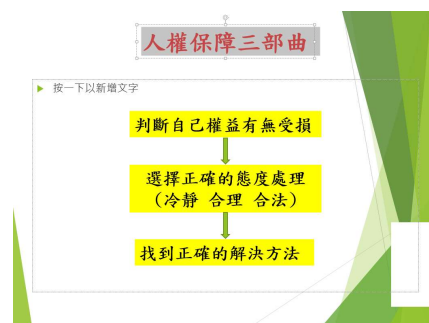 人權保障三部曲
按一下以新增文字
判斷自己權益有無受損
選擇正確的態度處理
(冷靜 合理 合法)
找到正確的解決方法